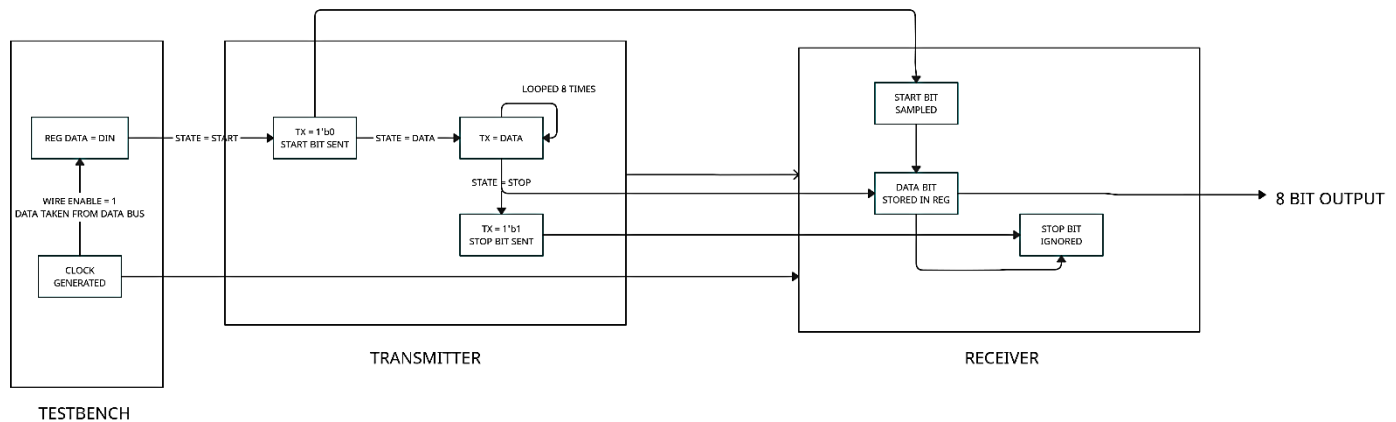 LOOPED 8 TIMES
START BIT
SAMPLED
REG DATA = DIN
STATE = START
TX = 1'b0
START BIT SENT
STATE = DATA
TX = DATA
STATE = STOP
DATA BIT
STORED IN REG
8 BIT OUTPUT
WIRE ENABLE = 1
DATA TAKEN FROM DATA BUS
TX = 1'b1
STOP BIT SENT
STOP BIT
IGNORED
CLOCK
GENERATED
TRANSMITTER
RECEIVER
TESTBENCH